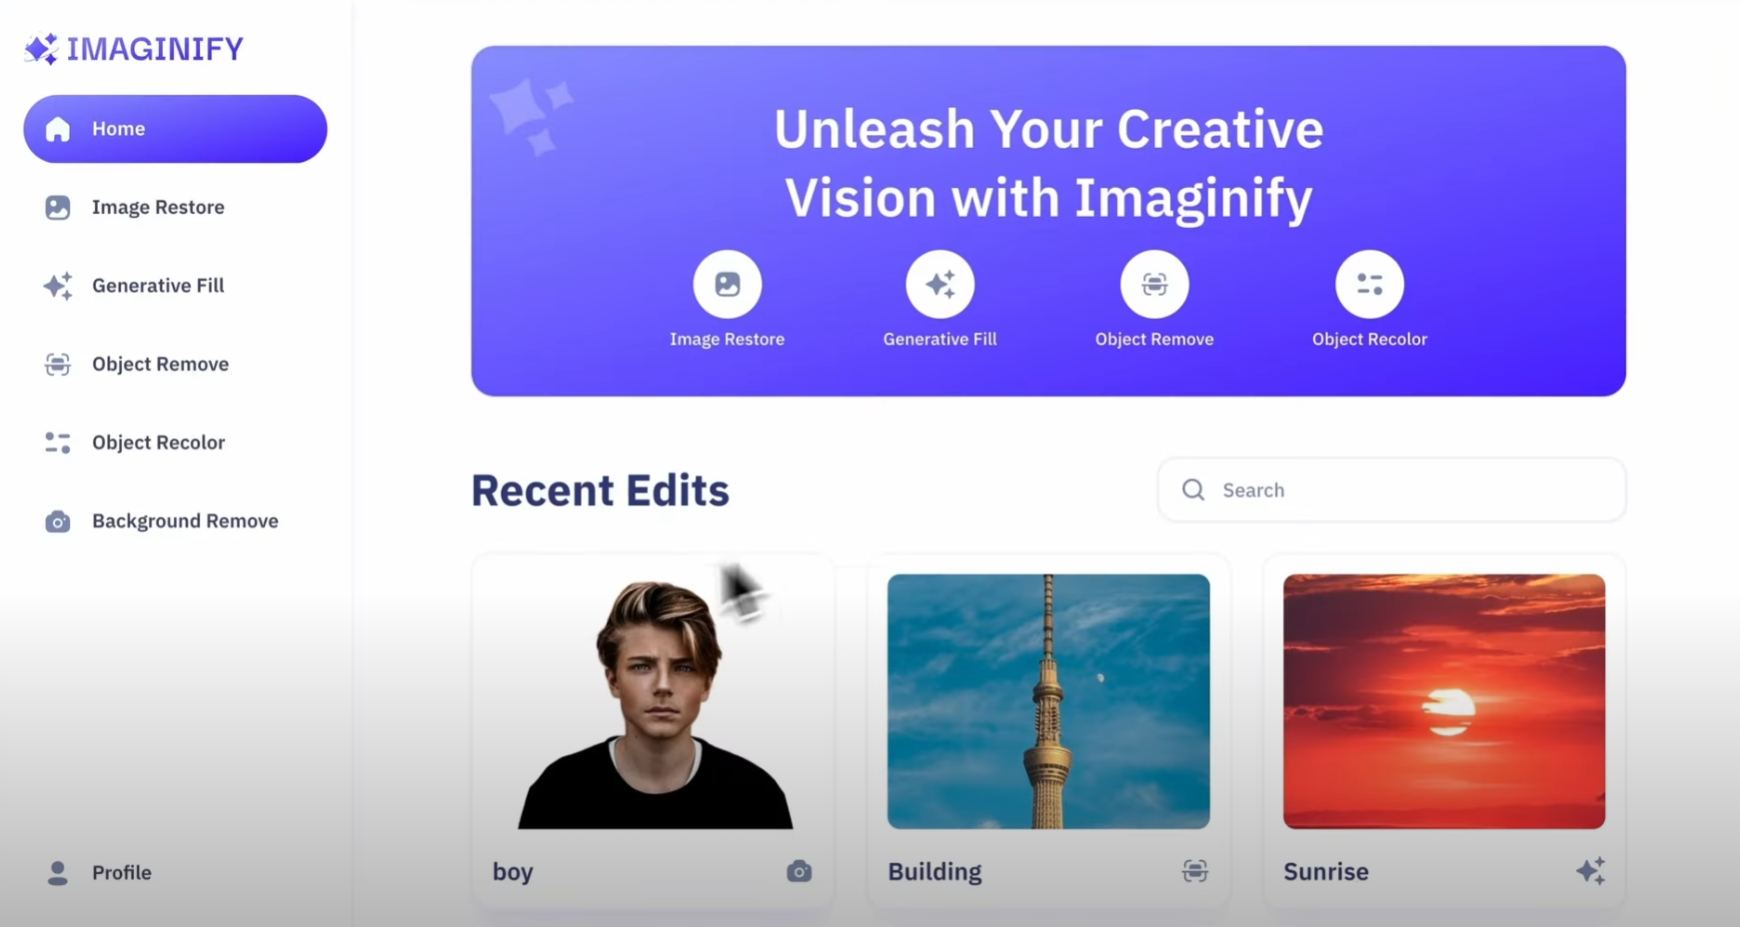 IMAGINIFY
Home
Image Restore
Generative Fill
Object Remove
Object Recolor
Background Remove
Profile
Unleash Your Creative
Vision with Imaginify
Image Restore
Generative Fill
Object Remove
Object Recolor
Recent Edits
Search
boy
Building
Sunrise